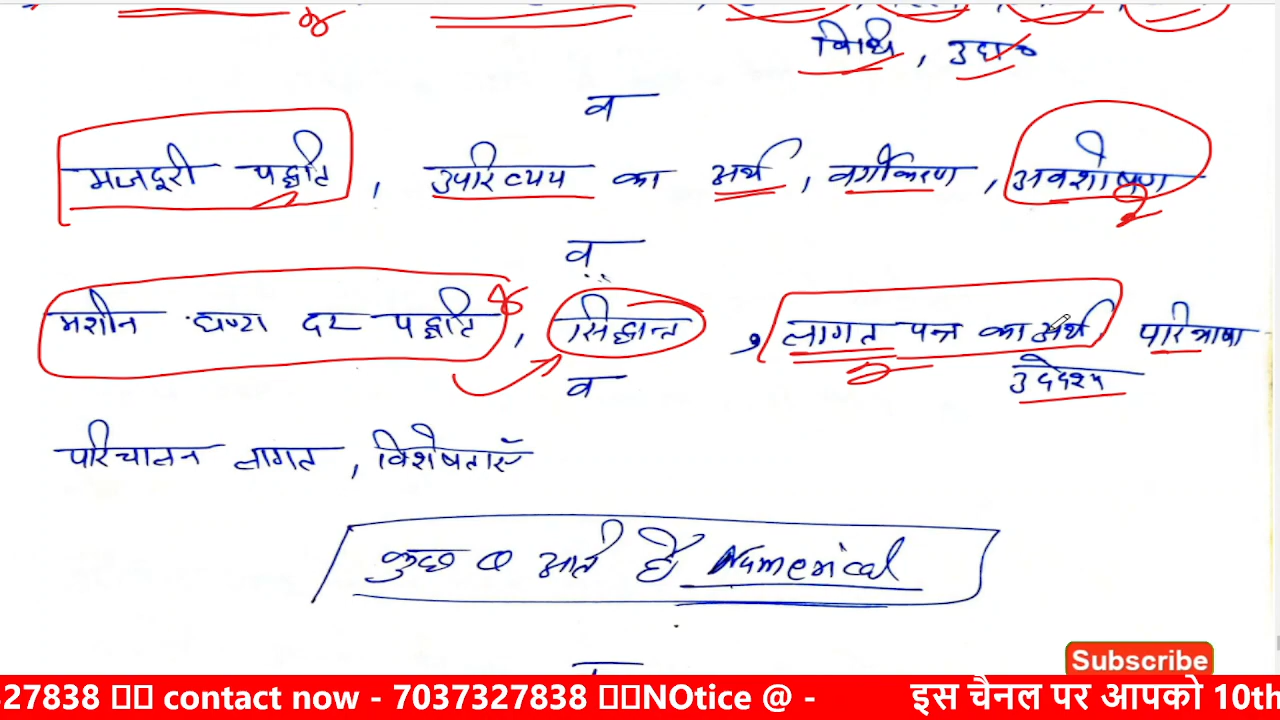 विधि, उदा०
व
मजदूरी पद्धति, उपरिव्यय का अर्थ, वर्गीकरण, अवशोषण
व
मशीन घण्टा दर पद्धति, सिद्धान्त, लागत पत्र का अर्थ परिभाषा
उददेश्य
व
परिचालन लागत, विशेषताएँ
कुछ Q आते हैं Numerical
Subscribe
27838 contact now - 7037327838 NOtice @ - इस चैनल पर आपको 10th